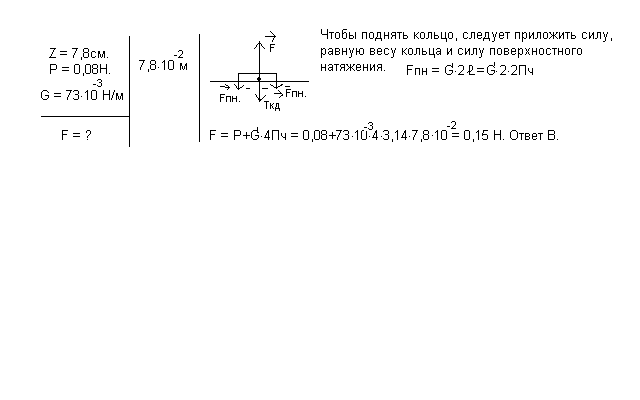 Z = 7,8см.
P = 0,08Н.
G = 73·10⁻³ Н/м
F = ?
7,8·10⁻² м
F
Fпн.
Fпн.
Tкд
Чтобы поднять кольцо, следует приложить силу,
равную весу кольца и силу поверхностного
натяжения. Fпн = G·2ℓ=G·2·2Пч
F = P+G·4Пч = 0,08+73·10⁻³·4·3,14·7,8·10⁻² = 0,15 Н. Ответ В.